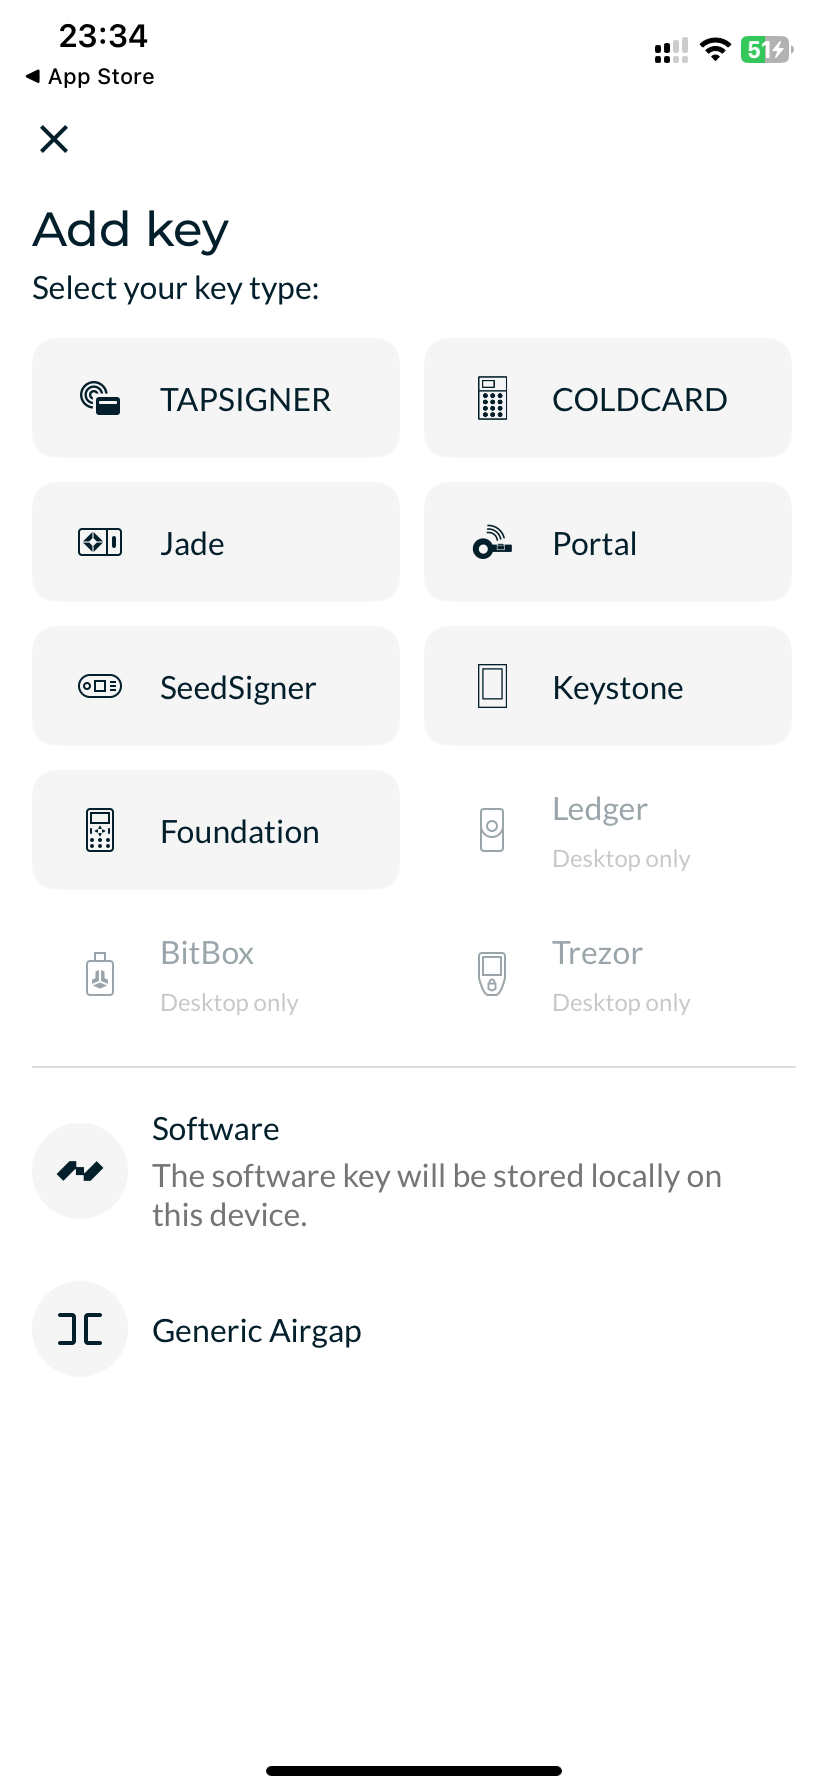 23:34
51
◀ App Store
Add key
Select your key type:
TAPSIGNER
COLDCARD
Jade
Portal
SeedSigner
Keystone
Foundation
Ledger
Desktop only
BitBox
Desktop only
Trezor
Desktop only
Software
The software key will be stored locally on
this device.
Generic Airgap